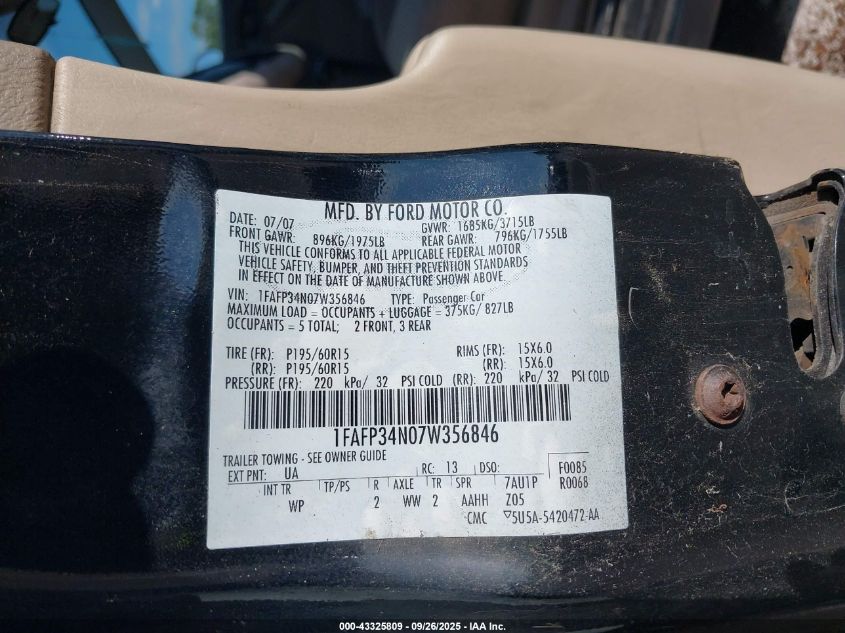 MFD. BY FORD MOTOR CO.
DATE: 07/07 GVWR: 1685KG/3715LB
FRONT GAWR: 896KG/1975LB REAR GAWR: 796KG/1755LB
THIS VEHICLE CONFORMS TO ALL APPLICABLE FEDERAL MOTOR
VEHICLE SAFETY, BUMPER, AND THEFT PREVENTION STANDARDS
IN EFFECT ON THE DATE OF MANUFACTURE SHOWN ABOVE.
VIN: 1FAFP34N07W356846 TYPE: Passenger Car
MAXIMUM LOAD = OCCUPANTS + LUGGAGE = 375KG/ 827LB
OCCUPANTS = 5 TOTAL; 2 FRONT, 3 REAR
TIRE (FR): P195/60R15 RIMS (FR): 15X6.0
(RR): P195/60R15 (RR): 15X6.0
PRESSURE (FR): 220 kPa/ 32 PSI COLD (RR): 220 kPa/ 32 PSI COLD
1FAFP34N07W356846
TRAILER TOWING - SEE OWNER GUIDE
EXT PNT: UA RC: 13 DSO: F0085
INT TR TP/PS R AXLE TR SPR 7AU1P R0068
WP 2 WW 2 AAHH Z05
CMC ▽5U5A-5420472-AA
000-43325809 - 09/26/2025 - IAA Inc.